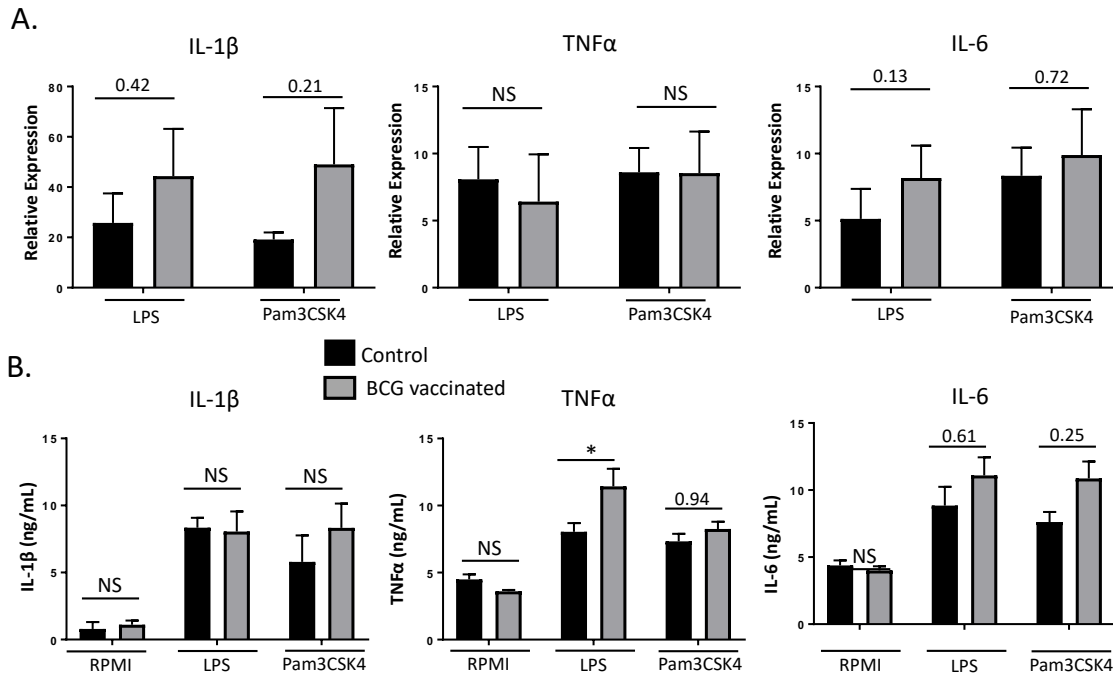 A.
IL-1β
TNFα
IL-6
Relative Expression
80
60
40
20
0
0.42
0.21
LPS
Pam3CSK4
Relative Expression
15
10
5
0
NS
NS
LPS
Pam3CSK4
Relative Expression
15
10
5
0
0.13
0.72
LPS
Pam3CSK4
Control
BCG vaccinated
B.
IL-1β
TNFα
IL-6
IL-1β (ng/mL)
15
10
5
0
NS
NS
NS
RPMI
LPS
Pam3CSK4
TNFα (ng/mL)
15
10
5
0
NS
*
0.94
RPMI
LPS
Pam3CSK4
IL-6 (ng/mL)
15
10
5
0
NS
0.61
0.25
RPMI
LPS
Pam3CSK4